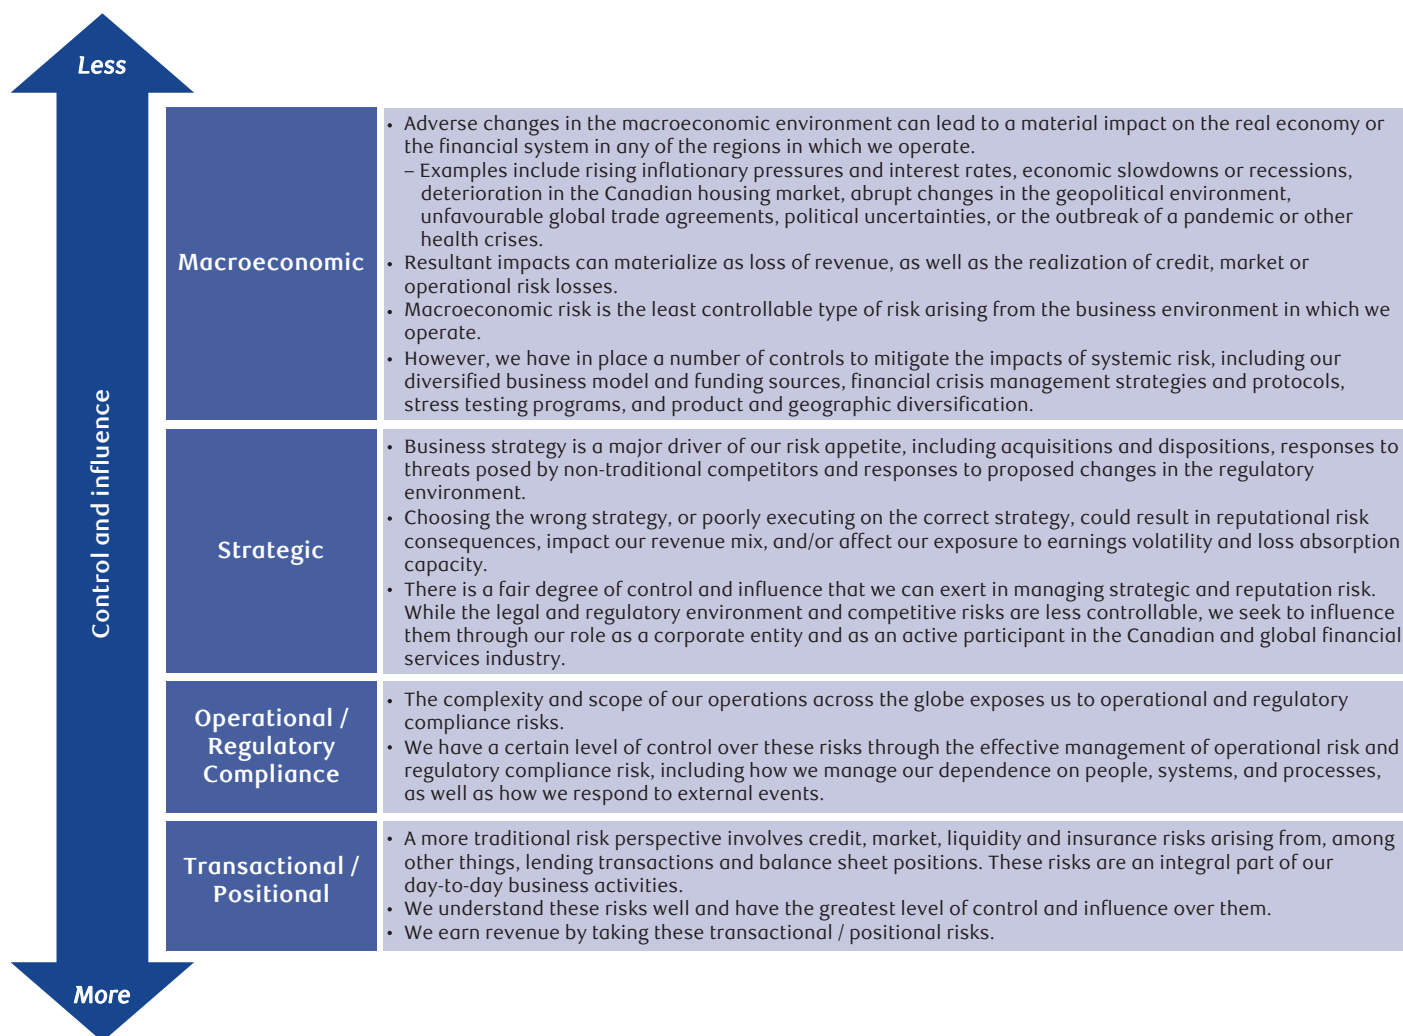 Less
Control and influence
Macroeconomic
• Adverse changes in the macroeconomic environment can lead to a material impact on the real economy or
the financial system in any of the regions in which we operate.
– Examples include rising inflationary pressures and interest rates, economic slowdowns or recessions,
deterioration in the Canadian housing market, abrupt changes in the geopolitical environment,
unfavourable global trade agreements, political uncertainties, or the outbreak of a pandemic or other
health crises.
• Resultant impacts can materialize as loss of revenue, as well as the realization of credit, market or
operational risk losses.
• Macroeconomic risk is the least controllable type of risk arising from the business environment in which we
operate.
• However, we have in place a number of controls to mitigate the impacts of systemic risk, including our
diversified business model and funding sources, financial crisis management strategies and protocols,
stress testing programs, and product and geographic diversification.
Strategic
• Business strategy is a major driver of our risk appetite, including acquisitions and dispositions, responses to
threats posed by non-traditional competitors and responses to proposed changes in the regulatory
environment.
• Choosing the wrong strategy, or poorly executing on the correct strategy, could result in reputational risk
consequences, impact our revenue mix, and/or affect our exposure to earnings volatility and loss absorption
capacity.
• There is a fair degree of control and influence that we can exert in managing strategic and reputation risk.
While the legal and regulatory environment and competitive risks are less controllable, we seek to influence
them through our role as a corporate entity and as an active participant in the Canadian and global financial
services industry.
Operational /
Regulatory
Compliance
• The complexity and scope of our operations across the globe exposes us to operational and regulatory
compliance risks.
• We have a certain level of control over these risks through the effective management of operational risk and
regulatory compliance risk, including how we manage our dependence on people, systems, and processes,
as well as how we respond to external events.
Transactional /
Positional
• A more traditional risk perspective involves credit, market, liquidity and insurance risks arising from, among
other things, lending transactions and balance sheet positions. These risks are an integral part of our
day-to-day business activities.
• We understand these risks well and have the greatest level of control and influence over them.
• We earn revenue by taking these transactional / positional risks.
More